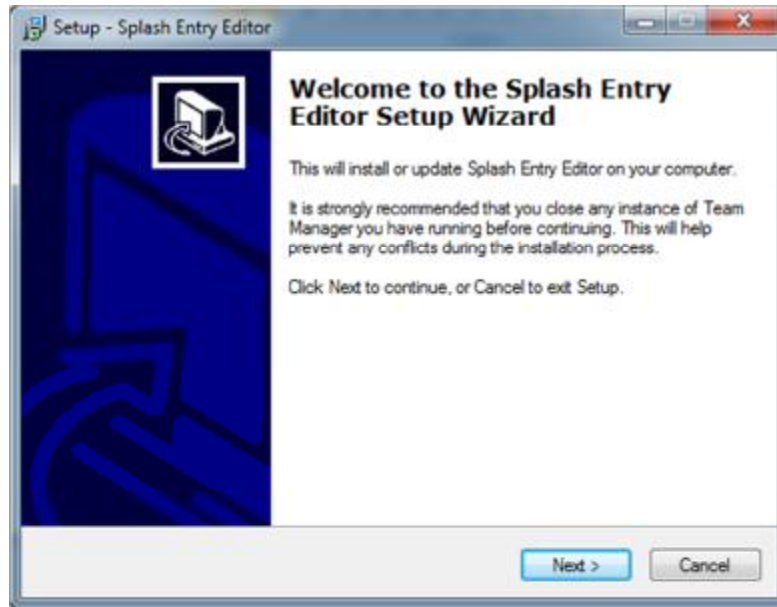 Setup - Splash Entry Editor
Welcome to the Splash Entry
Editor Setup Wizard
This will install or update Splash Entry Editor on your computer.
It is strongly recommended that you close any instance of Team
Manager you have running before continuing. This will help
prevent any conflicts during the installation process.
Click Next to continue, or Cancel to exit Setup.
Next >
Cancel